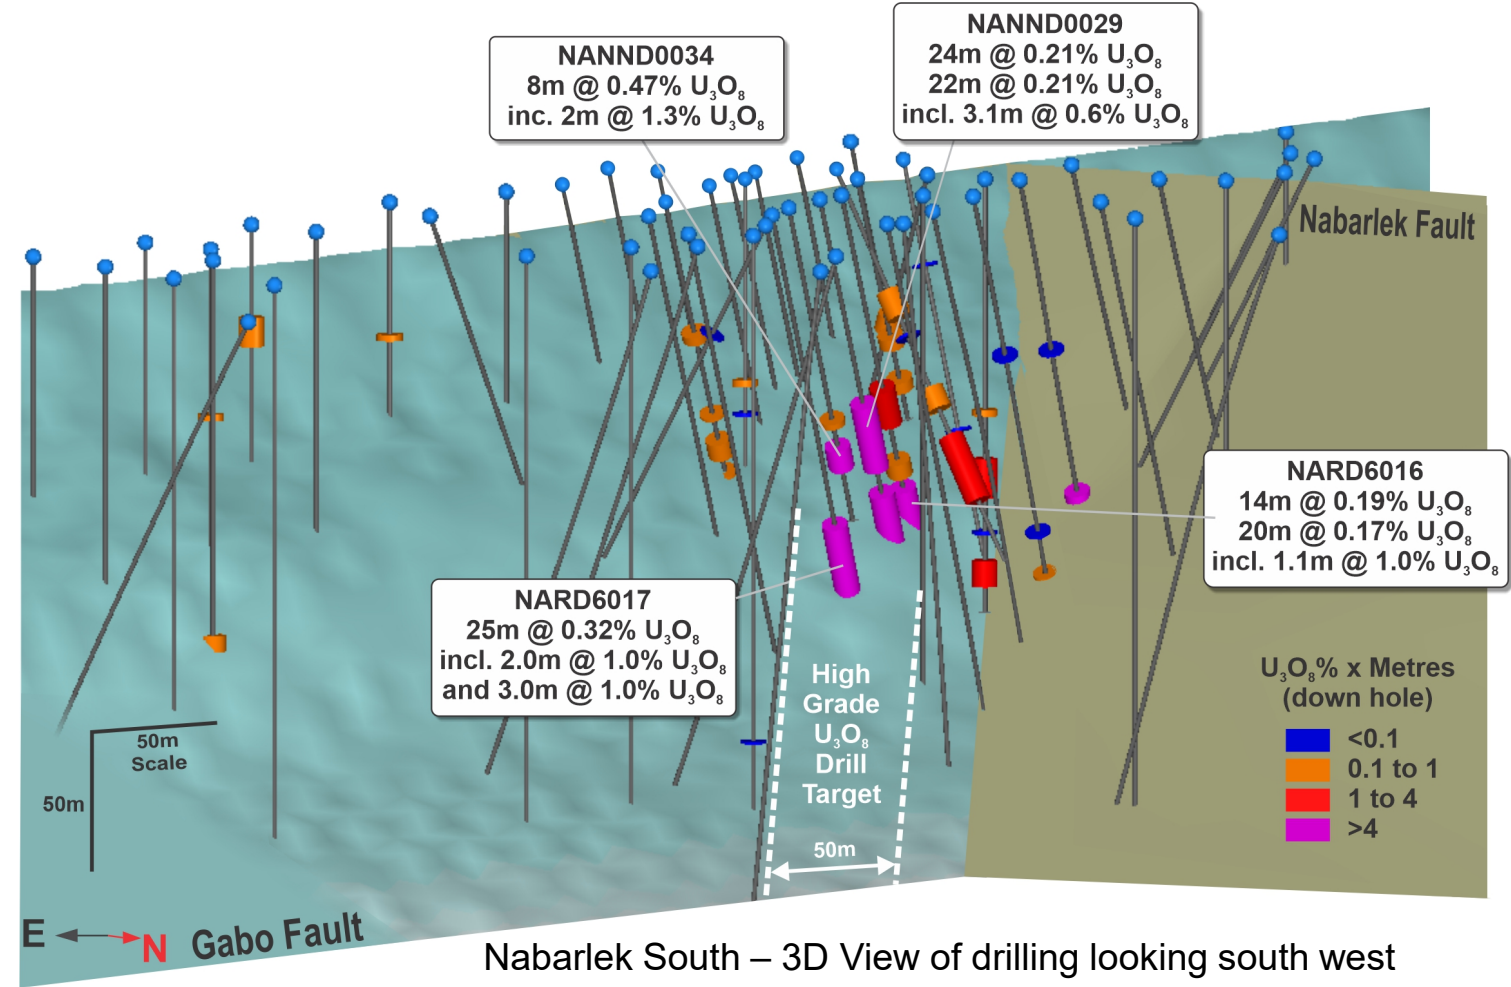 NANND0029
24m @ 0.21% U₃O₈
22m @ 0.21% U₃O₈
incl. 3.1m @ 0.6% U₃O₈
NANND0034
8m @ 0.47% U₃O₈
inc. 2m @ 1.3% U₃O₈
Nabarlek Fault
NARD6016
14m @ 0.19% U₃O₈
20m @ 0.17% U₃O₈
incl. 1.1m @ 1.0% U₃O₈
NARD6017
25m @ 0.32% U₃O₈
incl. 2.0m @ 1.0% U₃O₈
and 3.0m @ 1.0% U₃O₈
High
Grade
U₃O₈
Drill
Target
50m
U₃O₈% x Metres
(down hole)
<0.1
0.1 to 1
1 to 4
>4
50m
Scale
50m
E
N
Gabo Fault
Nabarlek South – 3D View of drilling looking south west